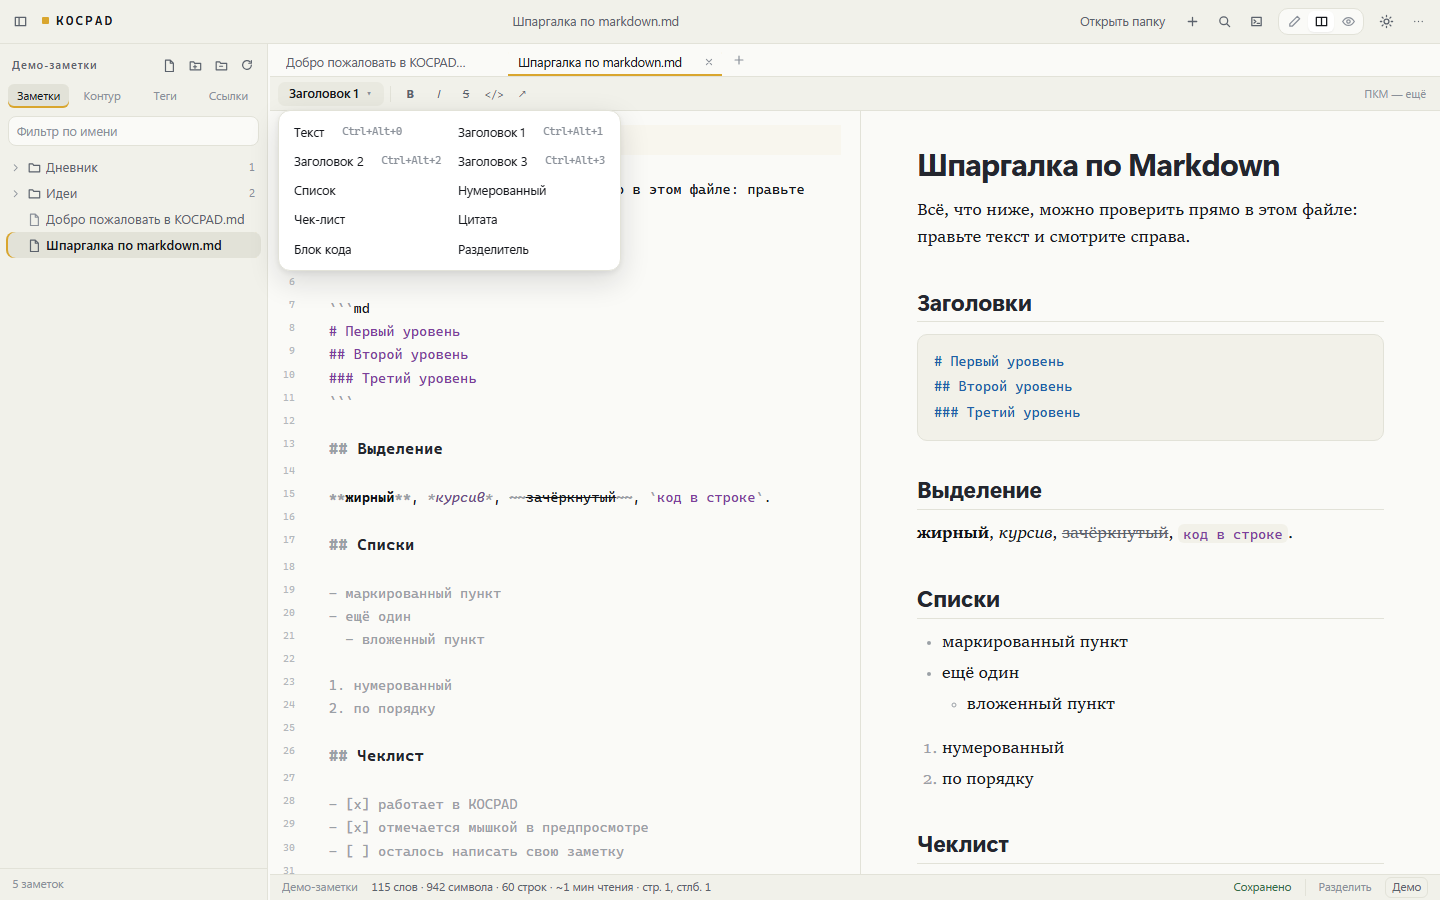 KOCPAD
Шпаргалка по markdown.md
Открыть папку
Демо-заметки
Заметки
Контур
Теги
Ссылки
Фильтр по имени
Дневник 1
Идеи 2
Добро пожаловать в KOCPAD.md
Шпаргалка по markdown.md
5 заметок
Добро пожаловать в KOCPAD...
Шпаргалка по markdown.md × +
Заголовок 1
B I S </> ↗
ПКМ — ещё
Текст Ctrl+Alt+0 Заголовок 1 Ctrl+Alt+1
Заголовок 2 Ctrl+Alt+2 Заголовок 3 Ctrl+Alt+3
Список Нумерованный
Чек-лист Цитата
Блок кода Разделитель
в этом файле: правьте
6
7 ```md
8 # Первый уровень
9 ## Второй уровень
10 ### Третий уровень
11 ```
12
13 ## Выделение
14
15 **жирный**, *курсив*, ~~зачёркнутый~~, `код в строке`.
16
17 ## Списки
18
19 - маркированный пункт
20 - ещё один
21 - вложенный пункт
22
23 1. нумерованный
24 2. по порядку
25
26 ## Чеклист
27
28 - [x] работает в KOCPAD
29 - [x] отмечается мышкой в предпросмотре
30 - [ ] осталось написать свою заметку
31
Шпаргалка по Markdown
Всё, что ниже, можно проверить прямо в этом файле:
правьте текст и смотрите справа.
Заголовки
# Первый уровень
## Второй уровень
### Третий уровень
Выделение
жирный, курсив, зачёркнутый, код в строке.
Списки
• маркированный пункт
• ещё один
◦ вложенный пункт
1. нумерованный
2. по порядку
Чеклист
Демо-заметки 115 слов · 942 символа · 60 строк · ~1 мин чтения · стр. 1, стлб. 1
Сохранено Разделить Демо